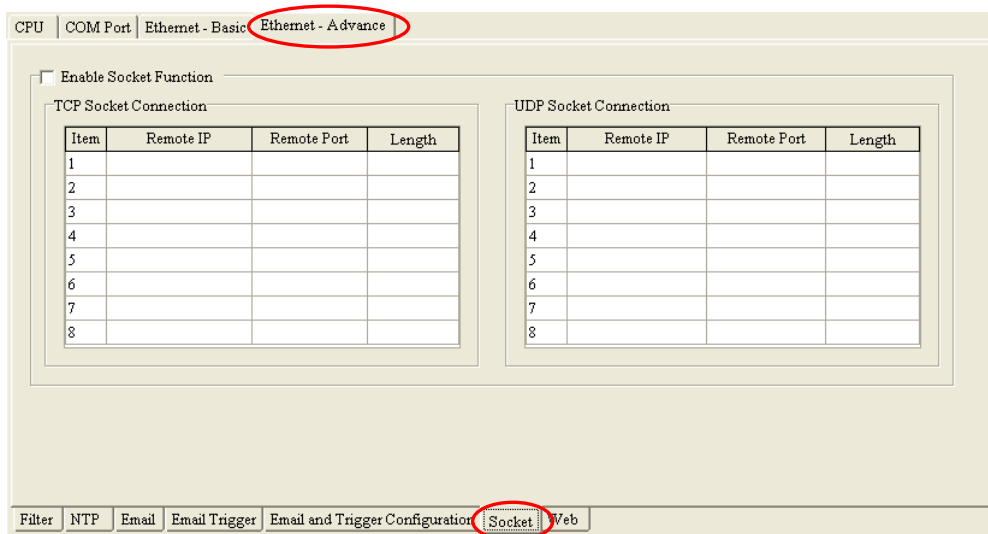 CPU COM Port Ethernet - Basic Ethernet - Advance
Enable Socket Function
TCP Socket Connection
Item Remote IP Remote Port Length
1
2
3
4
5
6
7
8
UDP Socket Connection
Item Remote IP Remote Port Length
1
2
3
4
5
6
7
8
Filter NTP Email Email Trigger Email and Trigger Configuration Socket Web